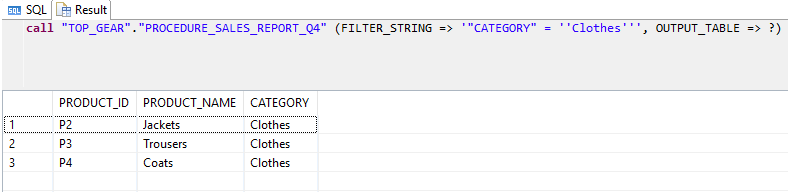 SQL Result
call "TOP_GEAR"."PROCEDURE_SALES_REPORT_Q4" (FILTER_STRING => '"CATEGORY" = ''Clothes''', OUTPUT_TABLE => ?)
PRODUCT_ID PRODUCT_NAME CATEGORY
1 P2 Jackets Clothes
2 P3 Trousers Clothes
3 P4 Coats Clothes